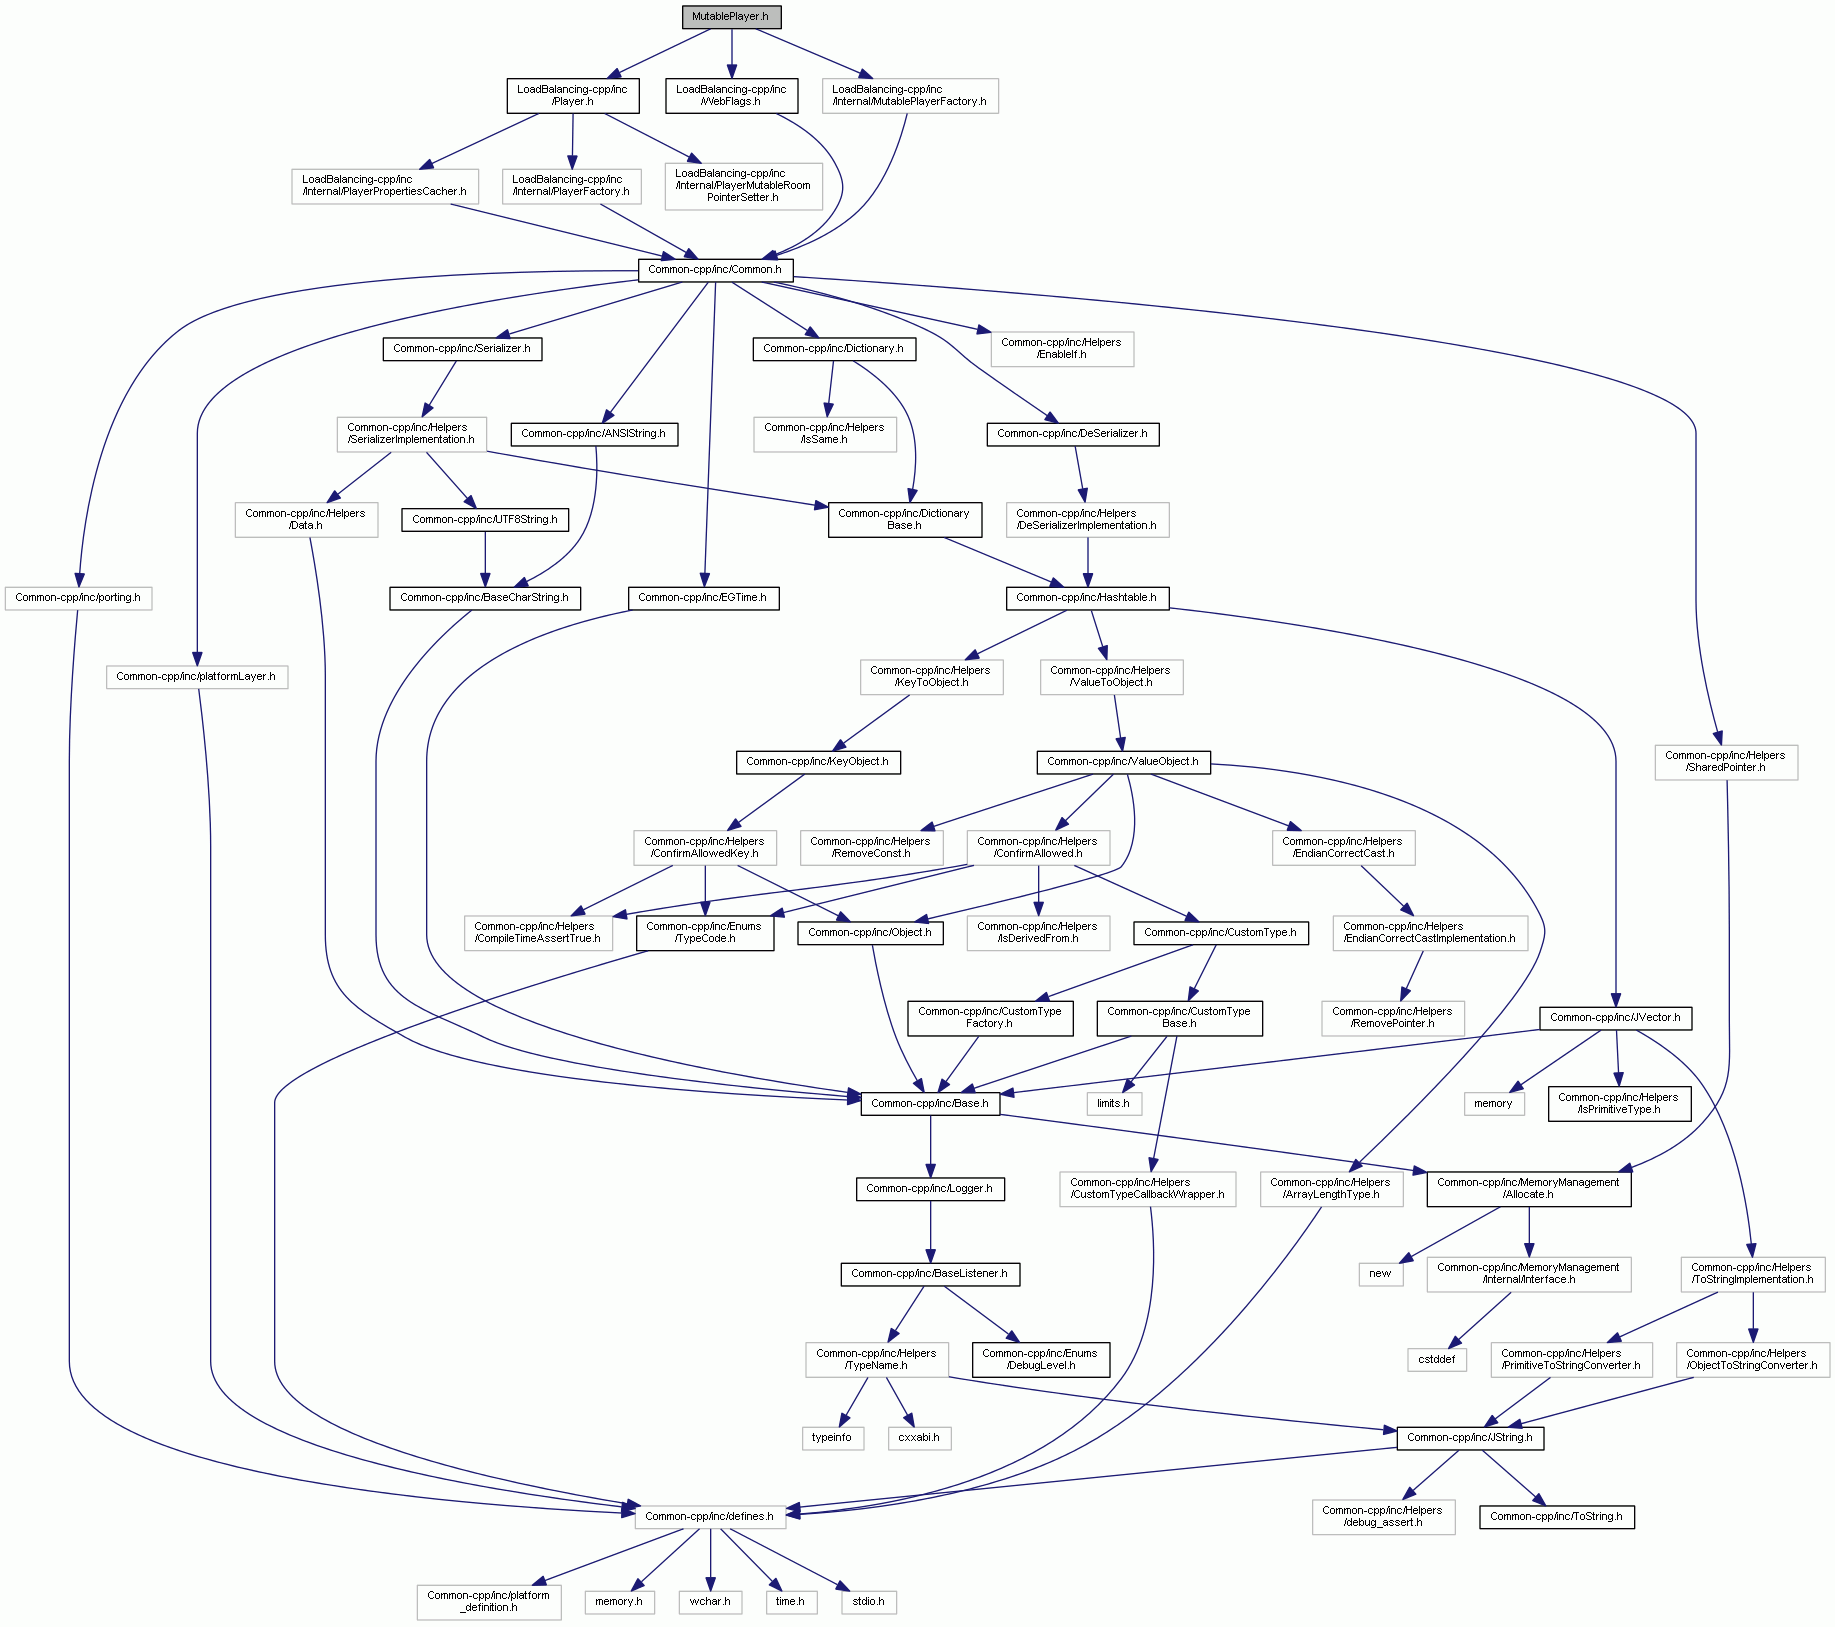 MutablePlayer.h
LoadBalancing-cpp/inc
/Player.h
LoadBalancing-cpp/inc
/WebFlags.h
LoadBalancing-cpp/inc
/Internal/MutablePlayerFactory.h
LoadBalancing-cpp/inc
/Internal/PlayerPropertiesCacher.h
LoadBalancing-cpp/inc
/Internal/PlayerFactory.h
LoadBalancing-cpp/inc
/Internal/PlayerMutableRoom
PointerSetter.h
Common-cpp/inc/Common.h
Common-cpp/inc/Serializer.h
Common-cpp/inc/Dictionary.h
Common-cpp/inc/Helpers
/EnableIf.h
Common-cpp/inc/Helpers
/SerializerImplementation.h
Common-cpp/inc/ANSIString.h
Common-cpp/inc/Helpers
/IsSame.h
Common-cpp/inc/DeSerializer.h
Common-cpp/inc/Helpers
/Data.h
Common-cpp/inc/UTF8String.h
Common-cpp/inc/Dictionary
Base.h
Common-cpp/inc/Helpers
/DeSerializerImplementation.h
Common-cpp/inc/porting.h
Common-cpp/inc/BaseCharString.h
Common-cpp/inc/EGTime.h
Common-cpp/inc/Hashtable.h
Common-cpp/inc/platformLayer.h
Common-cpp/inc/Helpers
/KeyToObject.h
Common-cpp/inc/Helpers
/ValueToObject.h
Common-cpp/inc/KeyObject.h
Common-cpp/inc/ValueObject.h
Common-cpp/inc/Helpers
/SharedPointer.h
Common-cpp/inc/Helpers
/ConfirmAllowedKey.h
Common-cpp/inc/Helpers
/RemoveConst.h
Common-cpp/inc/Helpers
/ConfirmAllowed.h
Common-cpp/inc/Helpers
/EndianCorrectCast.h
Common-cpp/inc/Helpers
/CompileTimeAssertTrue.h
Common-cpp/inc/Enums
/TypeCode.h
Common-cpp/inc/Object.h
Common-cpp/inc/Helpers
/IsDerivedFrom.h
Common-cpp/inc/CustomType.h
Common-cpp/inc/Helpers
/EndianCorrectCastImplementation.h
Common-cpp/inc/CustomType
Factory.h
Common-cpp/inc/CustomType
Base.h
Common-cpp/inc/Helpers
/RemovePointer.h
Common-cpp/inc/JVector.h
Common-cpp/inc/Base.h
limits.h
memory
Common-cpp/inc/Helpers
/IsPrimitiveType.h
Common-cpp/inc/Logger.h
Common-cpp/inc/Helpers
/CustomTypeCallbackWrapper.h
Common-cpp/inc/Helpers
/ArrayLengthType.h
Common-cpp/inc/MemoryManagement
/Allocate.h
Common-cpp/inc/BaseListener.h
new
Common-cpp/inc/MemoryManagement
/Internal/Interface.h
Common-cpp/inc/Helpers
/ToStringImplementation.h
Common-cpp/inc/Helpers
/TypeName.h
Common-cpp/inc/Enums
/DebugLevel.h
cstddef
Common-cpp/inc/Helpers
/PrimitiveToStringConverter.h
Common-cpp/inc/Helpers
/ObjectToStringConverter.h
typeinfo
cxxabi.h
Common-cpp/inc/JString.h
Common-cpp/inc/defines.h
Common-cpp/inc/Helpers
/debug_assert.h
Common-cpp/inc/ToString.h
Common-cpp/inc/platform
_definition.h
memory.h
wchar.h
time.h
stdio.h